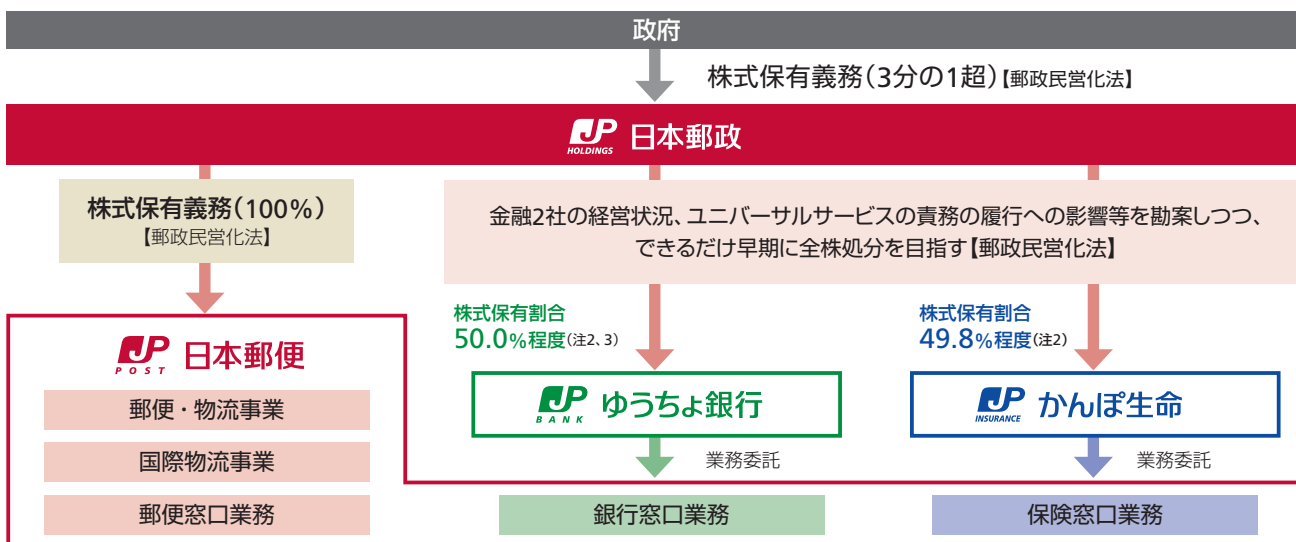 政府
株式保有義務(3分の1超)【郵政民営化法】
JP HOLDINGS 日本郵政
株式保有義務(100%)
【郵政民営化法】
金融2社の経営状況、ユニバーサルサービスの責務の履行への影響等を勘案しつつ、
できるだけ早期に全株処分を目指す【郵政民営化法】
株式保有割合
50.0%程度(注2、3)
株式保有割合
49.8%程度(注2)
JP POST 日本郵便
郵便・物流事業
国際物流事業
郵便窓口業務
JP BANK ゆうちょ銀行
業務委託
銀行窓口業務
JP INSURANCE かんぽ生命
業務委託
保険窓口業務